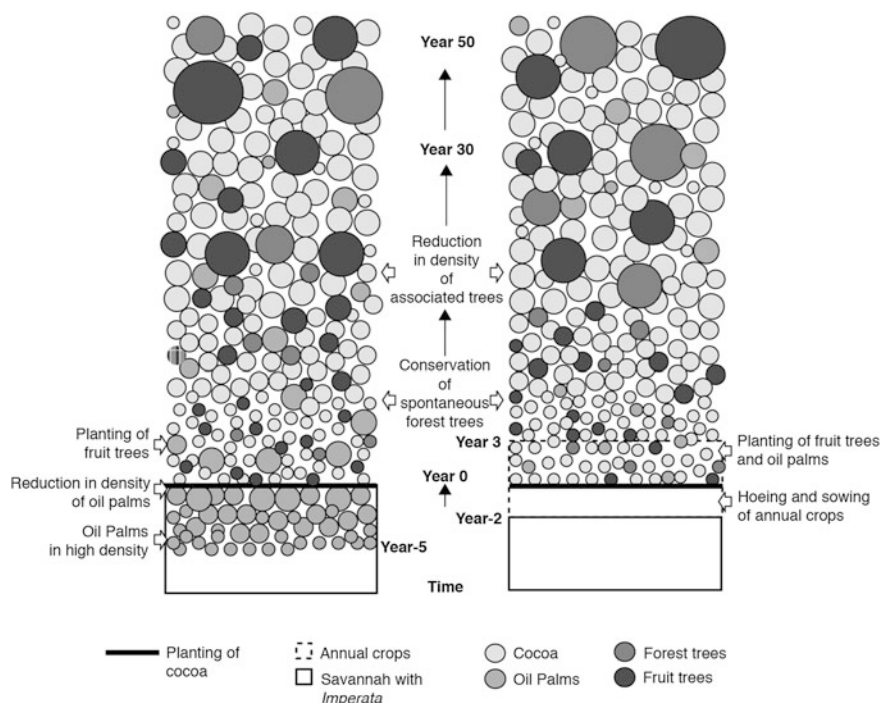 Year 50
Year 30
Reduction
in density
of
associated trees
Conservation
of
spontaneous
forest trees
Planting of
fruit trees
Year 3
Planting of fruit trees
and oil palms
Reduction in density
of oil palms
Year 0
Hoeing and sowing
of annual crops
Year-2
Oil Palms
in high density
Year-5
Time
Planting of
cocoa
Annual crops
Savannah with
Imperata
Cocoa
Oil Palms
Forest trees
Fruit trees